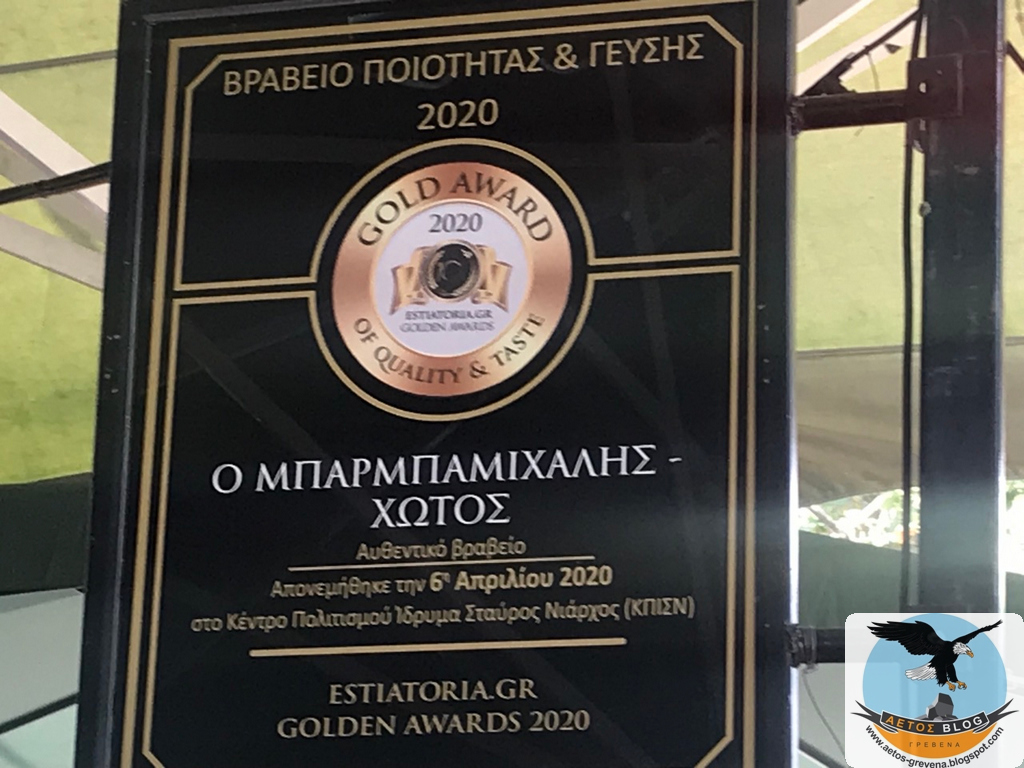 ΒΡΑΒΕΙΟ ΠΟΙΟΤΗΤΑΣ & ΓΕΥΣΗΣ
2020
GOLD AWARD
2020
ESTIATORIA.GR
GOLDEN AWARDS
OF QUALITY & TASTE
Ο ΜΠΑΡΜΠΑΜΙΧΑΛΗΣ -
ΧΩΤΟΣ
Αυθεντικό βραβείο
Απονεμήθηκε την 6η Απριλίου 2020
στο Κέντρο Πολιτισμού Ίδρυμα Σταύρος Νιάρχος (ΚΠΙΣΝ)
ESTIATORIA.GR
GOLDEN AWARDS 2020
ΑΕΤΟΣ BLOG
ΓΡΕΒΕΝΑ
www.aetos-grevena.blogspot.com